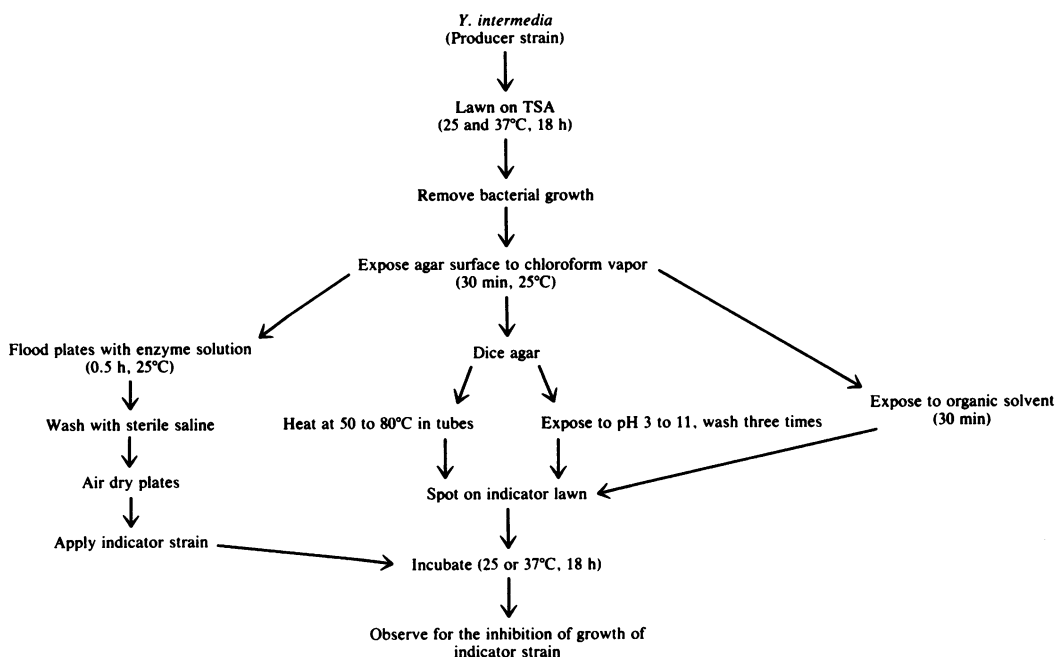 Y. intermedia
(Producer strain)
Lawn on TSA
(25 and 37°C, 18 h)
Remove bacterial growth
Expose agar surface to chloroform vapor
(30 min, 25°C)
Flood plates with enzyme solution
(0.5 h, 25°C)
Wash with sterile saline
Air dry plates
Apply indicator strain
Dice agar
Heat at 50 to 80°C in tubes
Expose to pH 3 to 11, wash three times
Expose to organic solvent
(30 min)
Spot on indicator lawn
Incubate (25 or 37°C, 18 h)
Observe for the inhibition of growth of
indicator strain